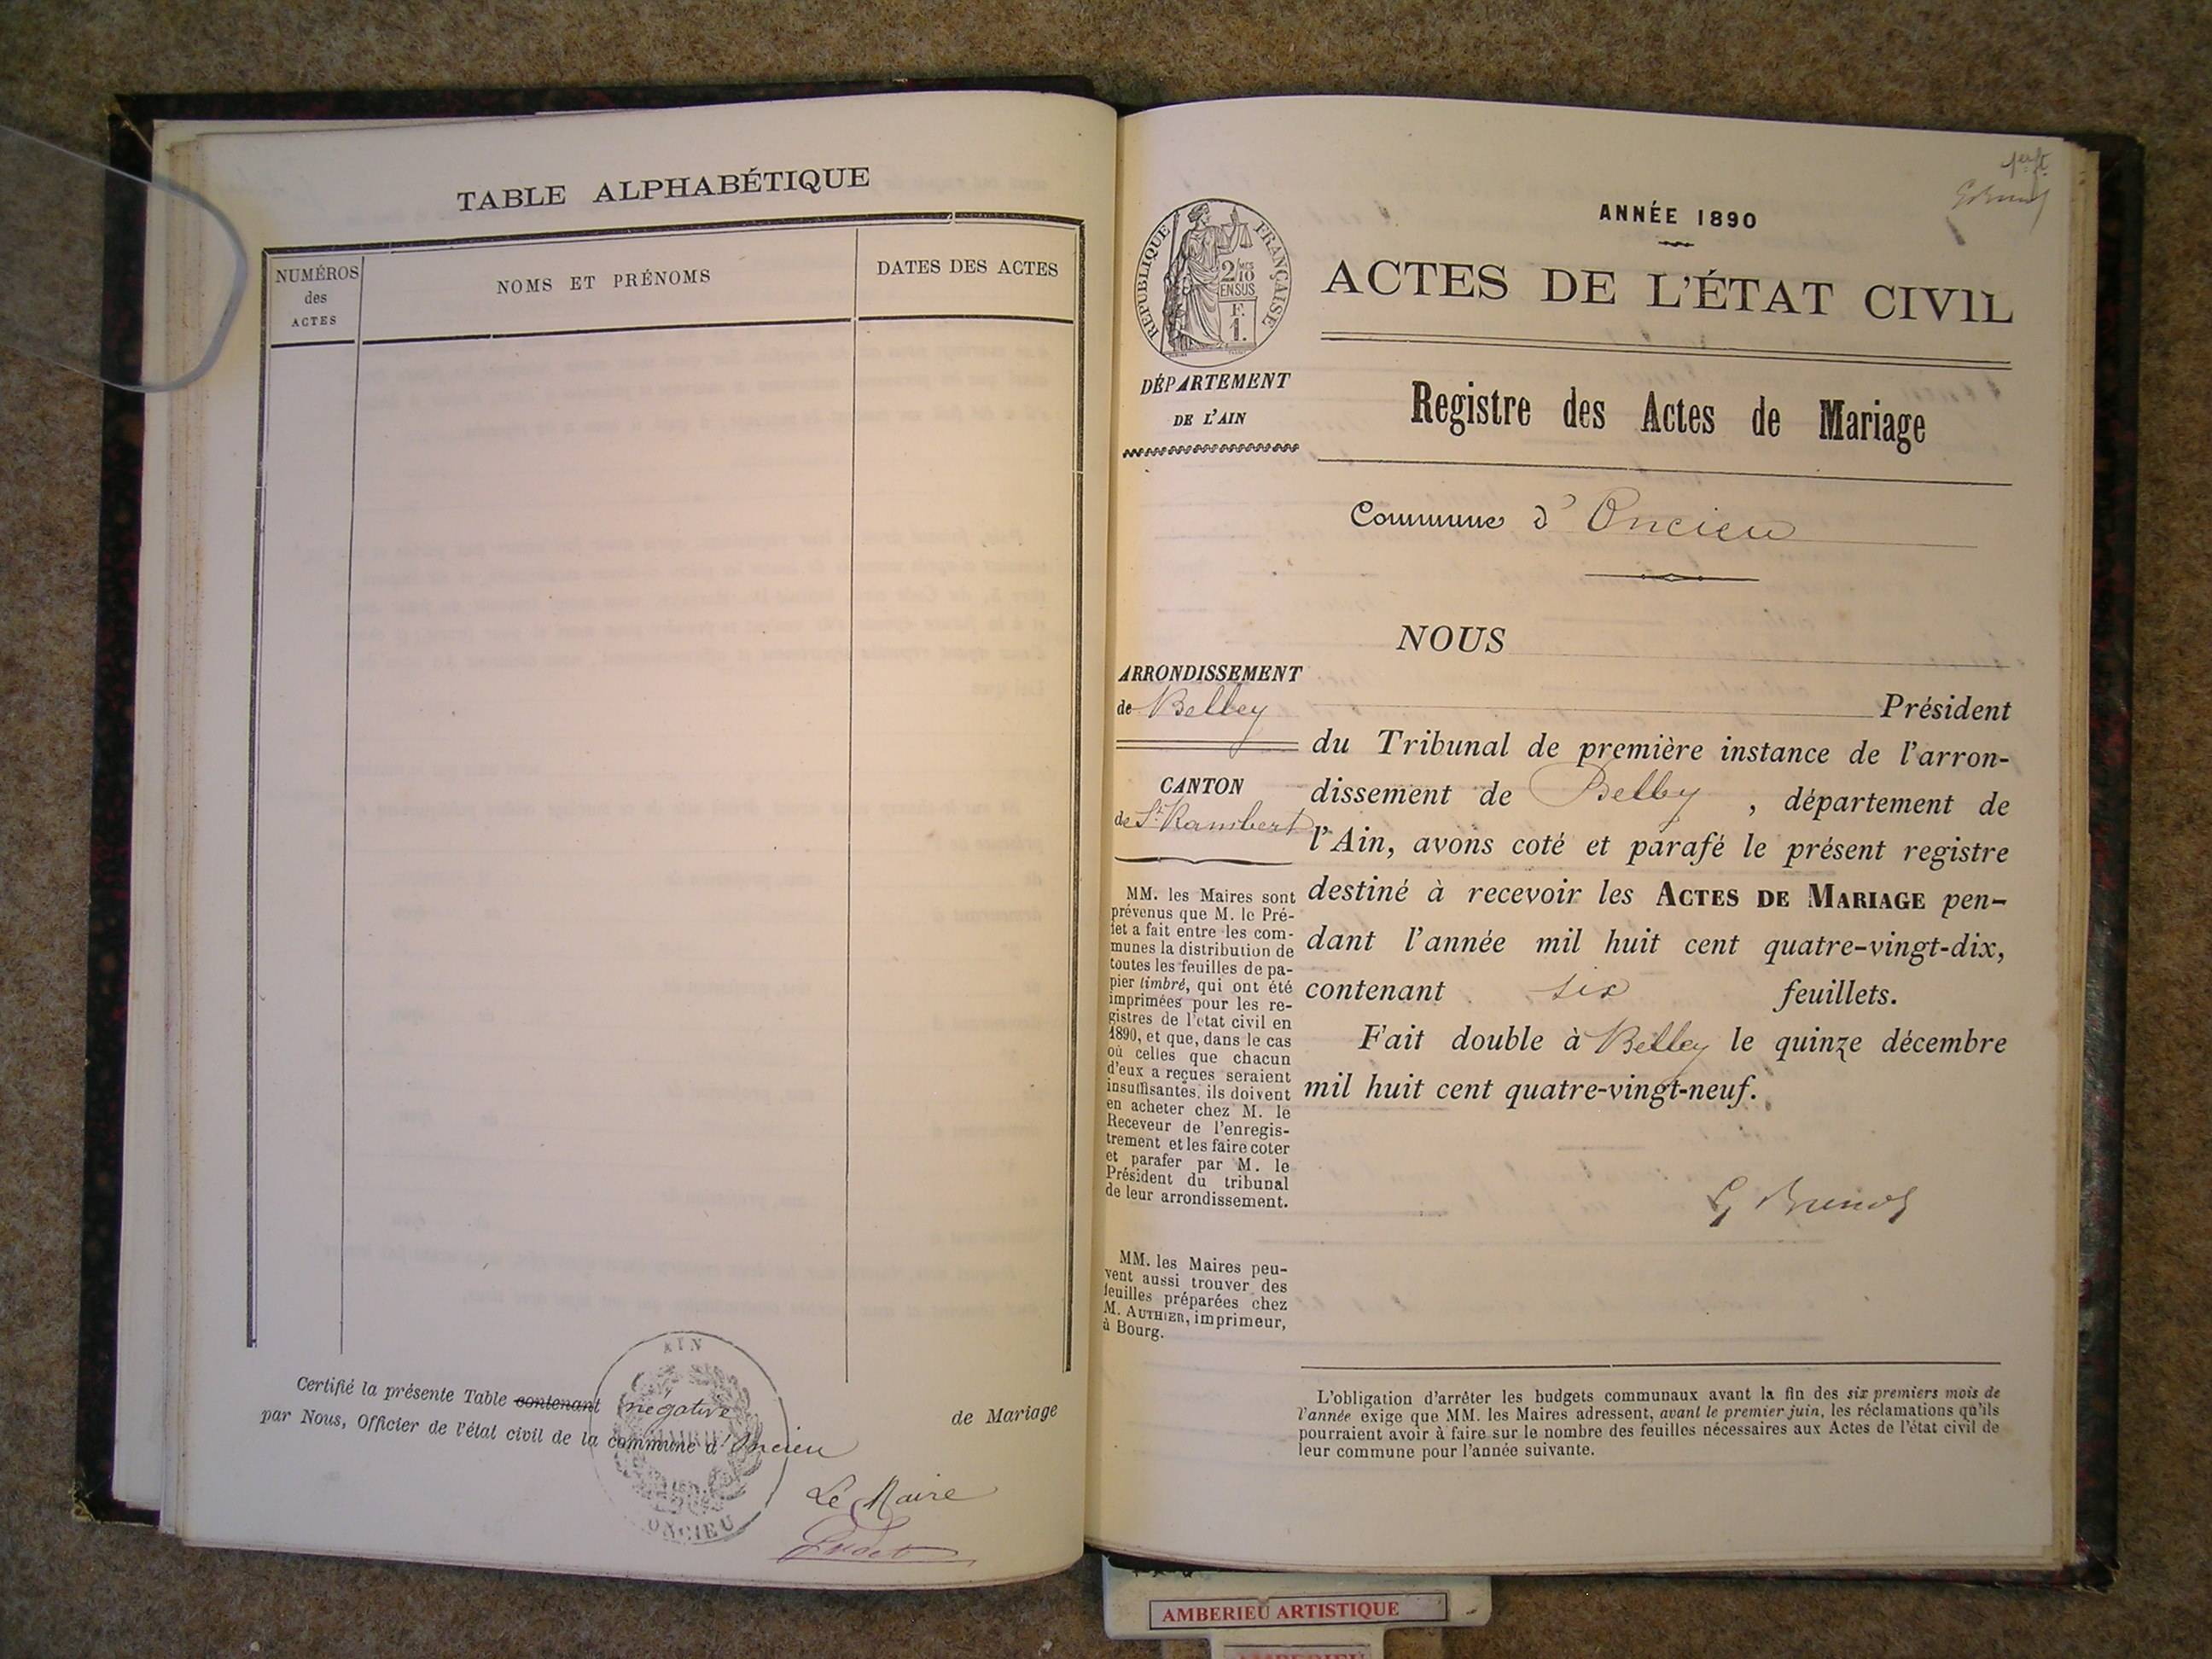 TABLE ALPHABÉTIQUE
NUMÉROS
des
ACTES
NOMS ET PRÉNOMS
DATES DES ACTES
Certifié la présente Table contenant négative de Mariage
par Nous, Officier de l'état civil de la commune d'Oncieu
AIN
MAIRIE
ONCIEU
Le Maire
1er ft.
ANNÉE 1890
ACTES DE L'ÉTAT CIVIL
RÉPUBLIQUE FRANÇAISE
2/10 MES
EN SUS
F.
1.
DÉPARTEMENT
DE L'AIN
Registre des Actes de Mariage
Commune d'Oncieu
NOUS
Président
du Tribunal de première instance de l'arron-
dissement de Belley, département de
l'Ain, avons coté et parafé le présent registre
destiné à recevoir les ACTES DE MARIAGE pen-
dant l'année mil huit cent quatre-vingt-dix,
contenant six feuillets.
Fait double à Belley le quinze décembre
mil huit cent quatre-vingt-neuf.
ARRONDISSEMENT
de Belley
CANTON
de St Rambert
MM. les Maires sont
prévenus que M. le Pré-
fet a fait entre les com-
munes la distribution de
toutes les feuilles de pa-
pier timbré, qui ont été
imprimées pour les re-
gistres de l'état civil en
1890, et que, dans le cas
où celles que chacun
d'eux a reçues seraient
insuffisantes, ils doivent
en acheter chez M. le
Receveur de l'enregis-
trement et les faire coter
et parafer par M. le
Président du tribunal
de leur arrondissement.
MM. les Maires peu-
vent aussi trouver des
feuilles préparées chez
M. AUTHIER, imprimeur,
à Bourg.
L'obligation d'arrêter les budgets communaux avant la fin des six premiers mois de
l'année exige que MM. les Maires adressent, avant le premier juin, les réclamations qu'ils
pourraient avoir à faire sur le nombre des feuilles nécessaires aux Actes de l'état civil de
leur commune pour l'année suivante.
AMBERIEU ARTISTIQUE
AMBERIEU